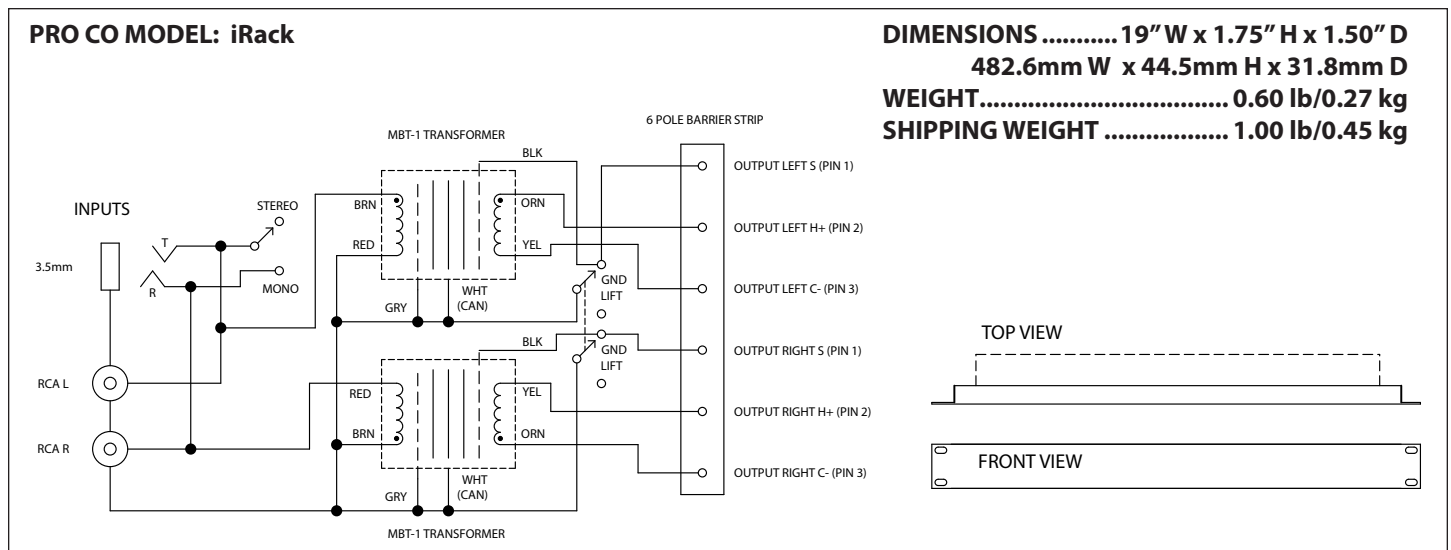 PRO CO MODEL: iRack
DIMENSIONS ...........19″ W x 1.75″ H x 1.50″ D
482.6mm W x 44.5mm H x 31.8mm D
WEIGHT.................................... 0.60 lb/0.27 kg
SHIPPING WEIGHT .................. 1.00 lb/0.45 kg
6 POLE BARRIER STRIP
MBT-1 TRANSFORMER
BLK
OUTPUT LEFT S (PIN 1)
INPUTS
STEREO
BRN
ORN
T
OUTPUT LEFT H+ (PIN 2)
RED
YEL
3.5mm
R
MONO
GND
LIFT
WHT
(CAN)
GRY
OUTPUT LEFT C- (PIN 3)
BLK
GND
LIFT
OUTPUT RIGHT S (PIN 1)
RCA L
RED
YEL
OUTPUT RIGHT H+ (PIN 2)
RCA R
BRN
ORN
OUTPUT RIGHT C- (PIN 3)
WHT
(CAN)
GRY
MBT-1 TRANSFORMER
TOP VIEW
FRONT VIEW